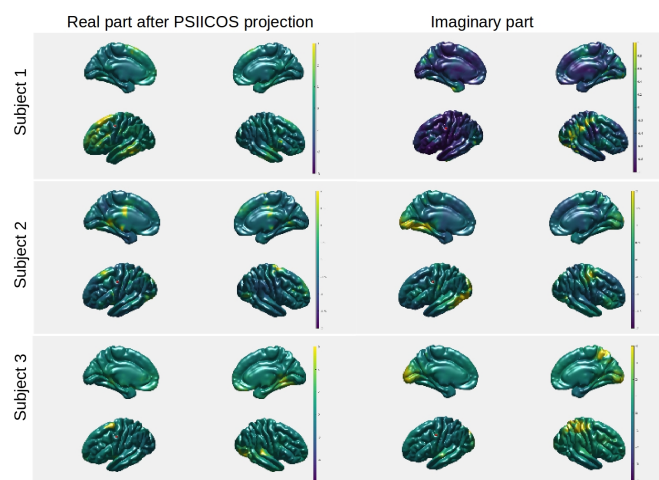 Real part after PSIICOS projection
Imaginary part
Subject 1
Subject 2
Subject 3